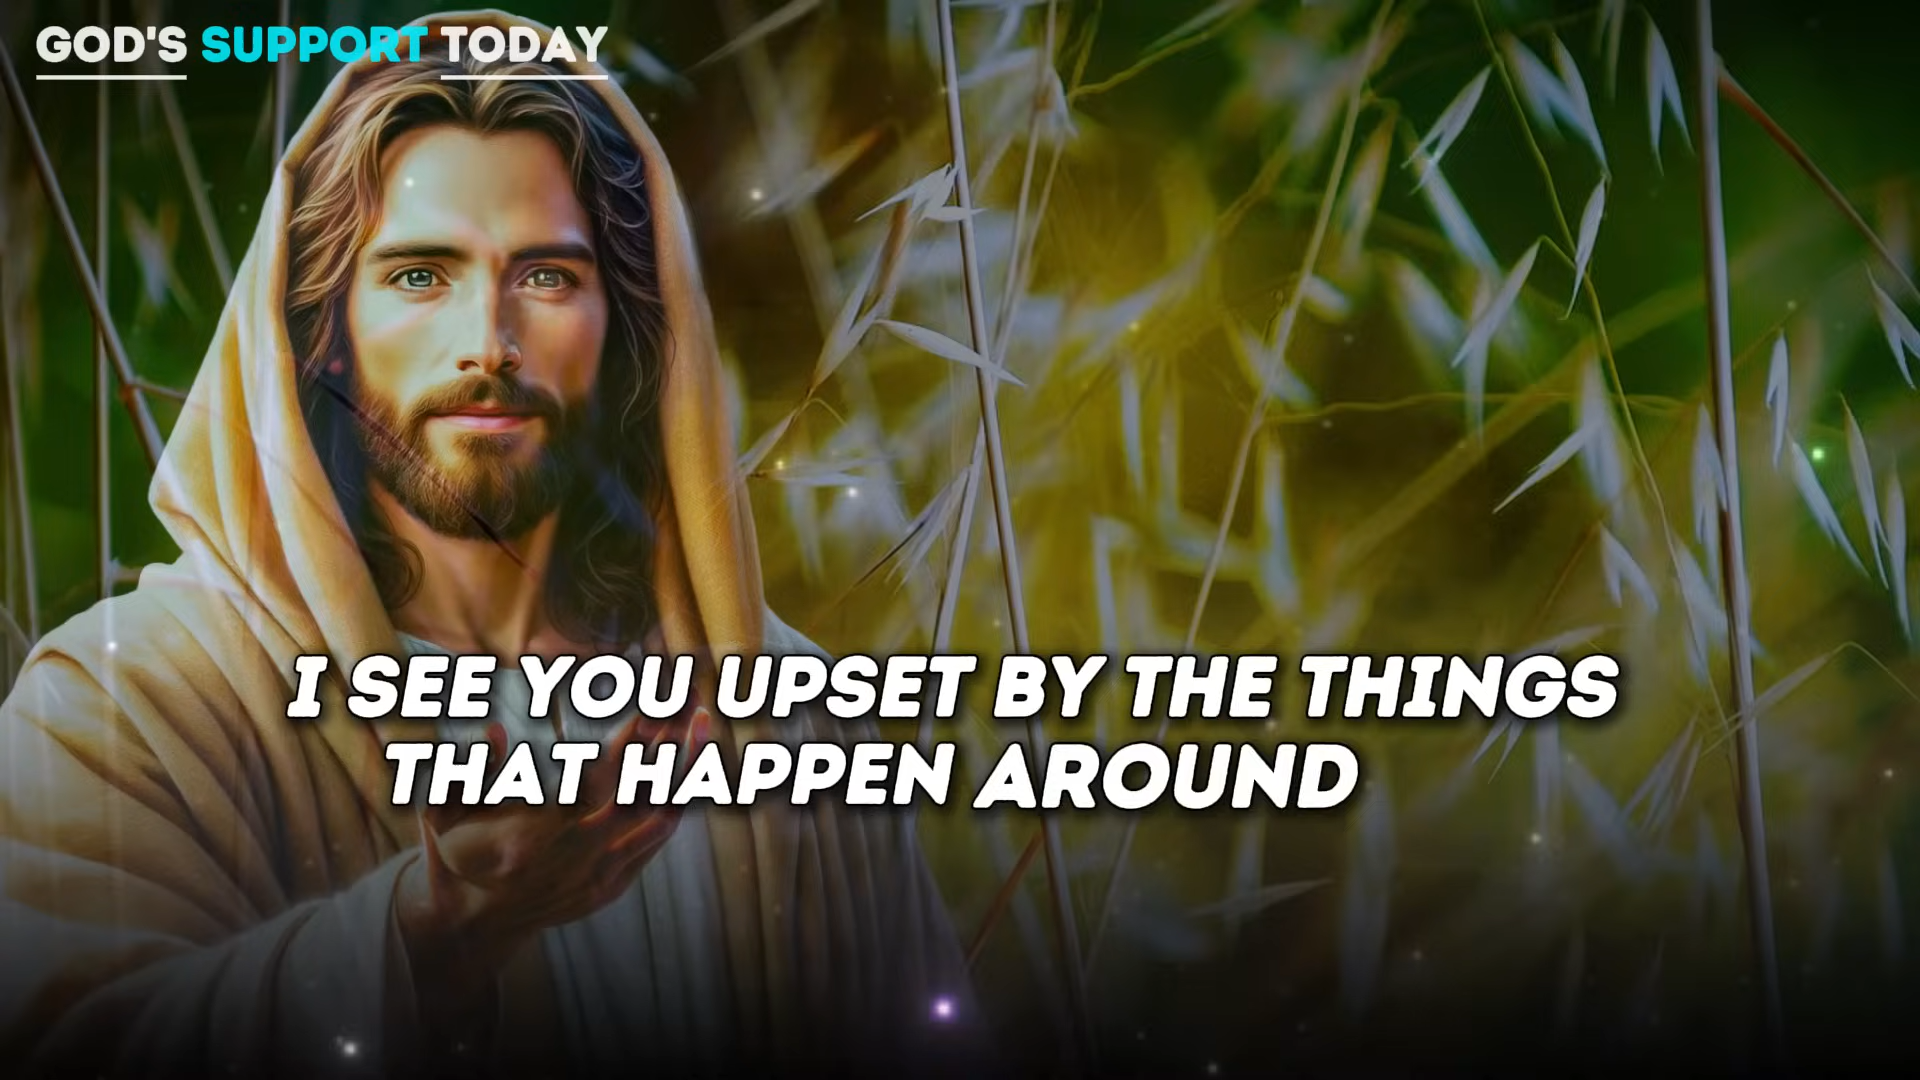 GOD'S SUPPORT TODAY
I SEE YOU UPSET BY THE THINGS
THAT HAPPEN AROUND